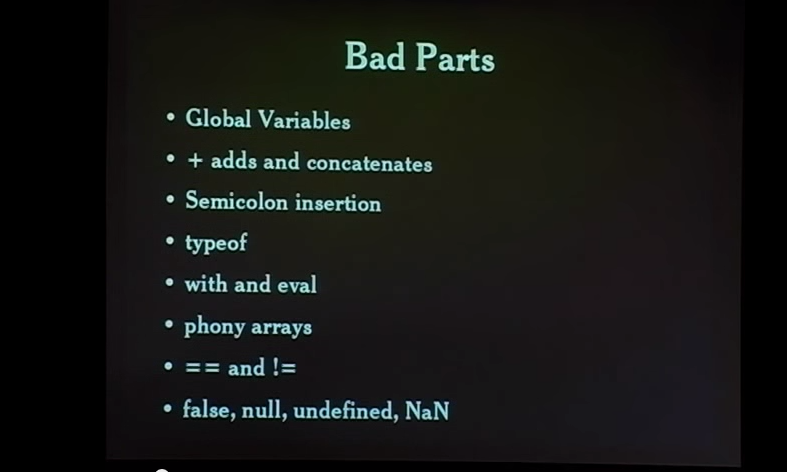 Bad Parts
• Global Variables
• + adds and concatenates
• Semicolon insertion
• typeof
• with and eval
• phony arrays
• == and !=
• false, null, undefined, NaN